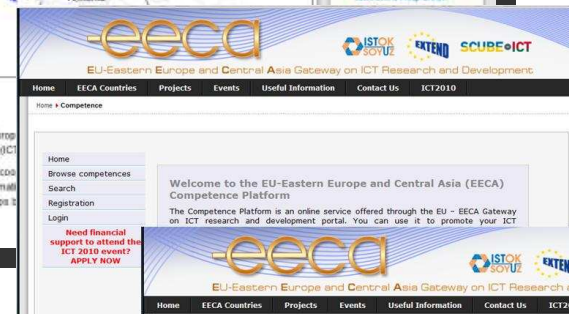 eeca
ISTOK SOYUZ EXTEND SCUBE ICT
EU-Eastern Europe and Central Asia Gateway on ICT Research and Development
Home EECA Countries Projects Events Useful Information Contact Us ICT2010
Home Competence
Home
Browse competences
Search
Registration
Login
Need financial
support to attend the
ICT 2010 event?
APPLY NOW
Welcome to the EU-Eastern Europe and Central Asia (EECA)
Competence Platform
The Competence Platform is an online service offered through the EU - EECA Gateway
on ICT research and development portal. You can use it to promote your ICT
eeca
ISTOK SOYUZ
EU-Eastern Europe and Central Asia Gateway on ICT Research
Home EECA Countries Projects Events Useful Information Contact Us